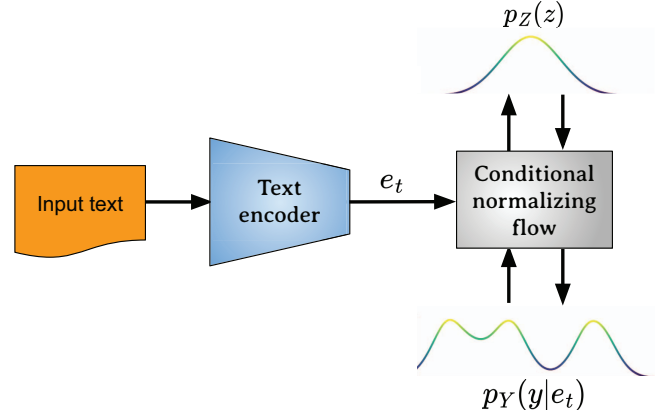 p_Z(z)
Input text
Text
encoder
e_t
Conditional
normalizing
flow
p_Y(y|e_t)